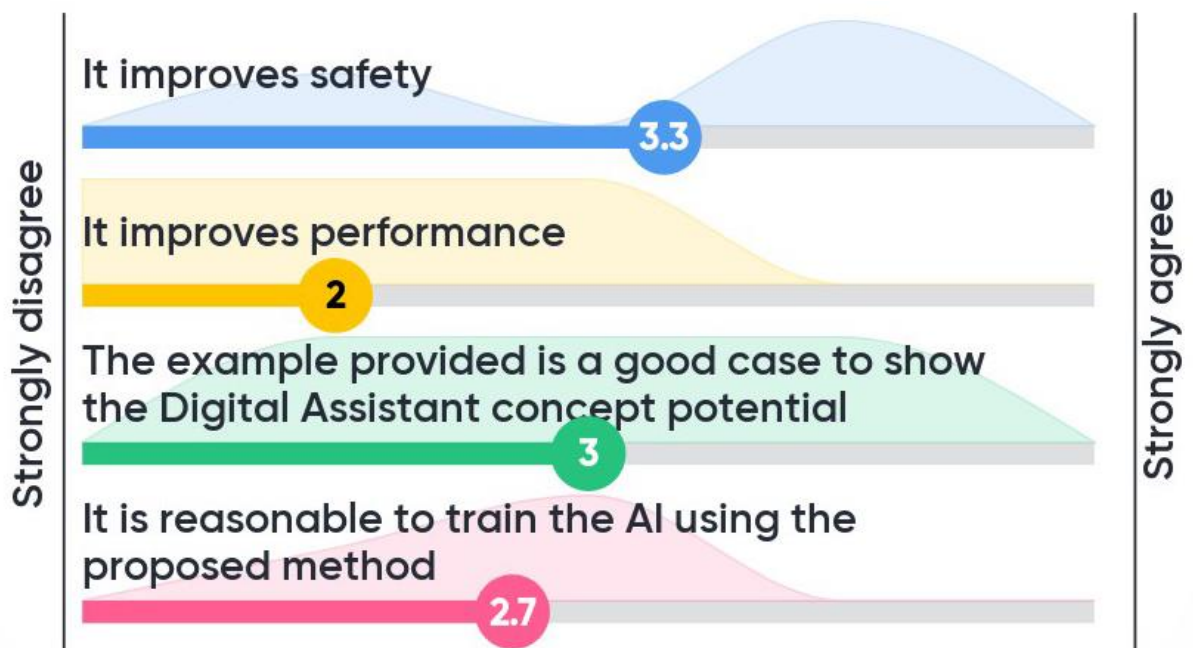 Strongly disagree
It improves safety
3.3
It improves performance
2
The example provided is a good case to show
the Digital Assistant concept potential
3
It is reasonable to train the AI using the
proposed method
2.7
Strongly agree